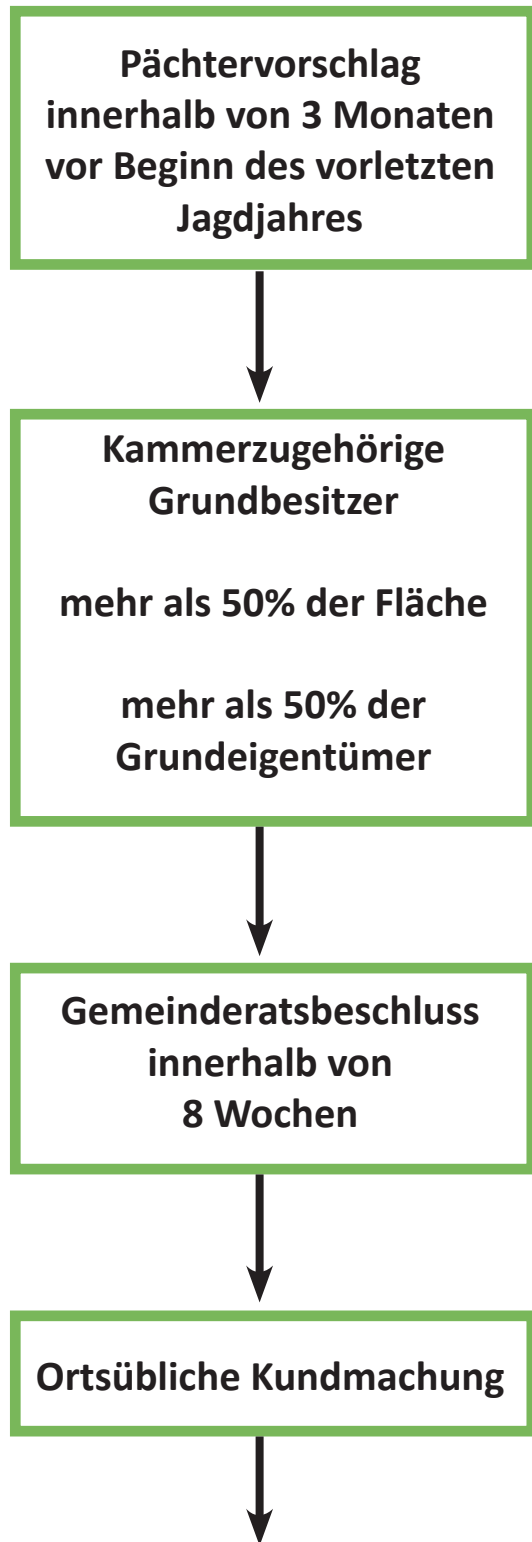 Pächtervorschlag
innerhalb von 3 Monaten
vor Beginn des vorletzten
Jagdjahres
Kammerzugehörige
Grundbesitzer
mehr als 50% der Fläche
mehr als 50% der
Grundeigentümer
Gemeinderatsbeschluss
innerhalb von
8 Wochen
Ortsübliche Kundmachung